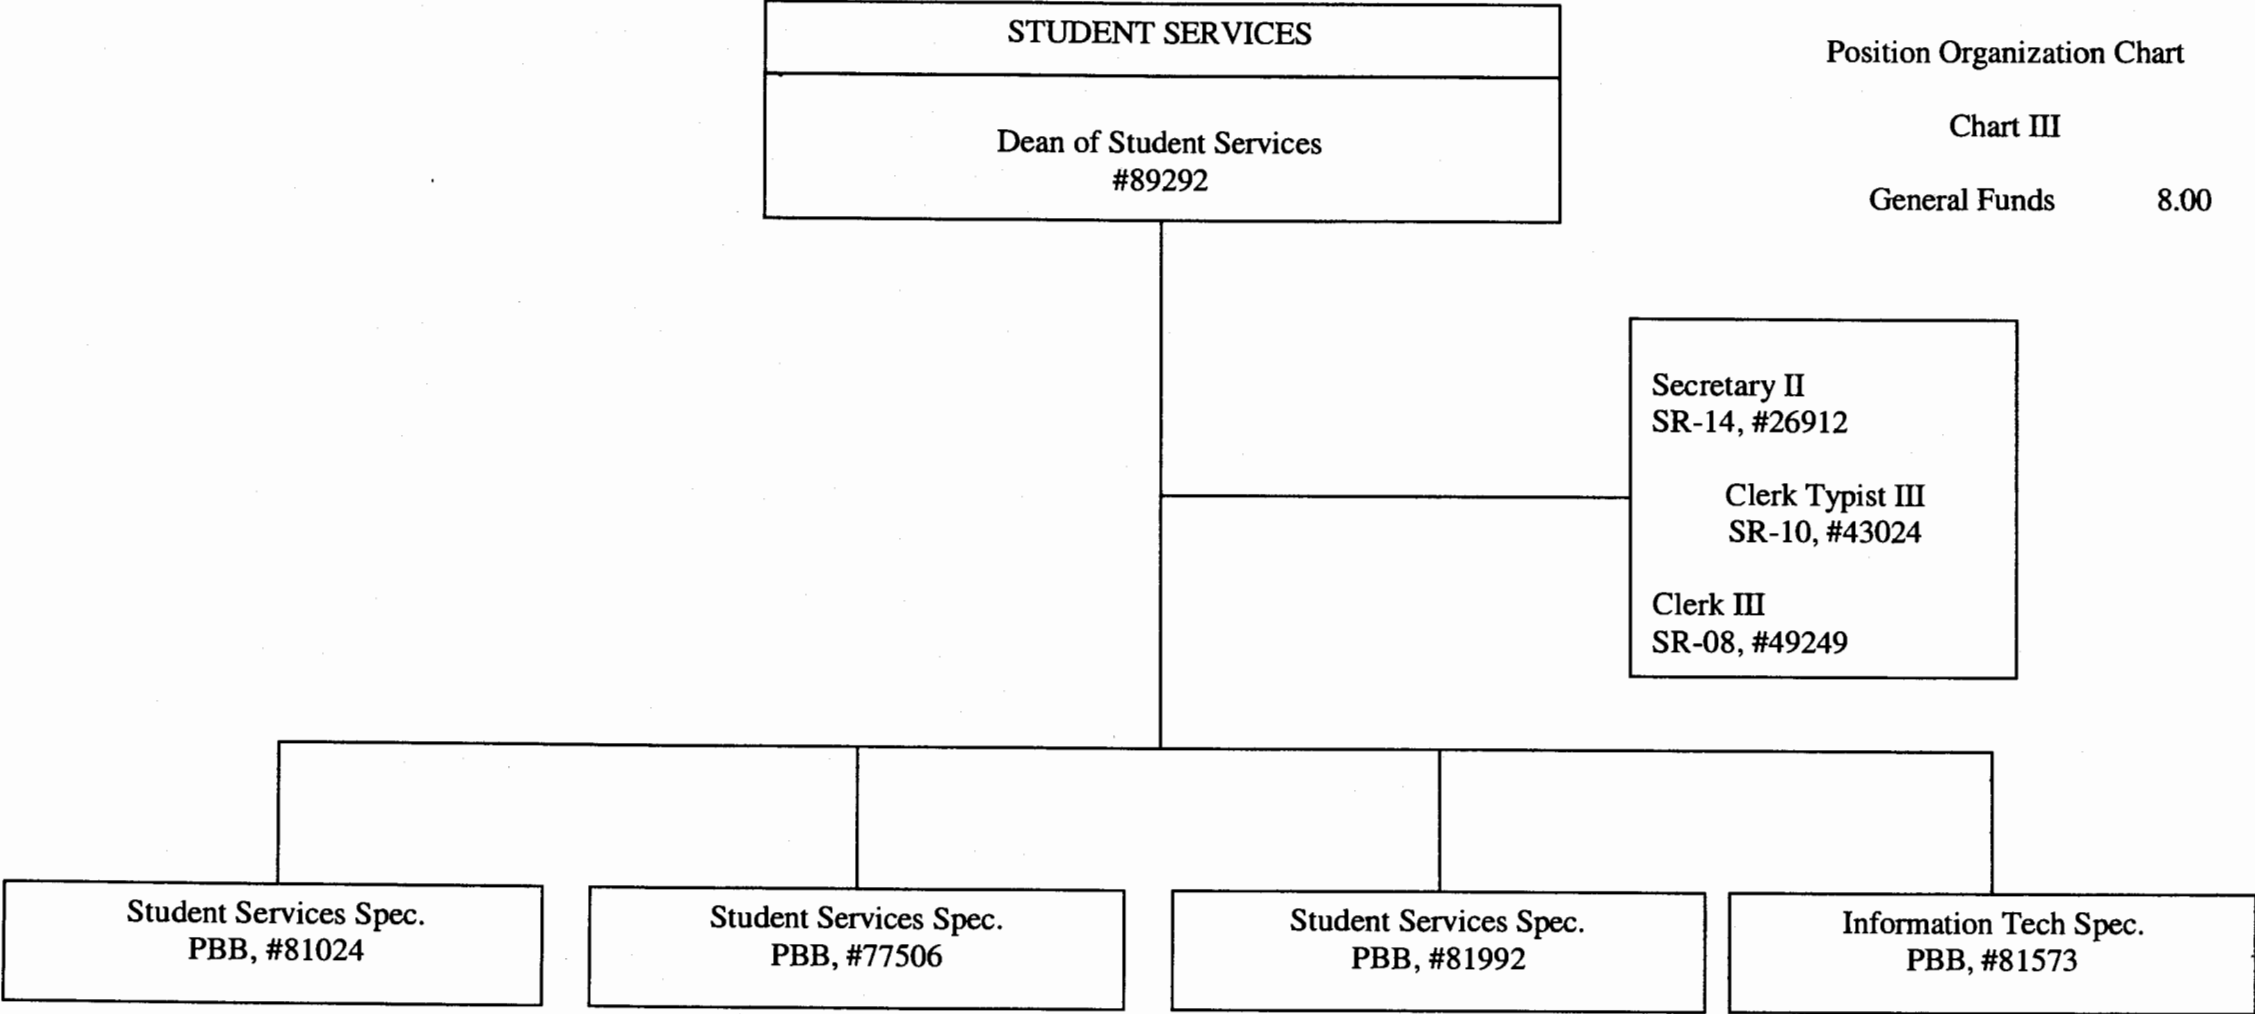 STUDENT SERVICES
Dean of Student Services
#89292
Position Organization Chart
Chart III
General Funds 8.00
Secretary II
SR-14, #26912
Clerk Typist III
SR-10, #43024
Clerk III
SR-08, #49249
Student Services Spec.
PBB, #81024
Student Services Spec.
PBB, #77506
Student Services Spec.
PBB, #81992
Information Tech Spec.
PBB, #81573